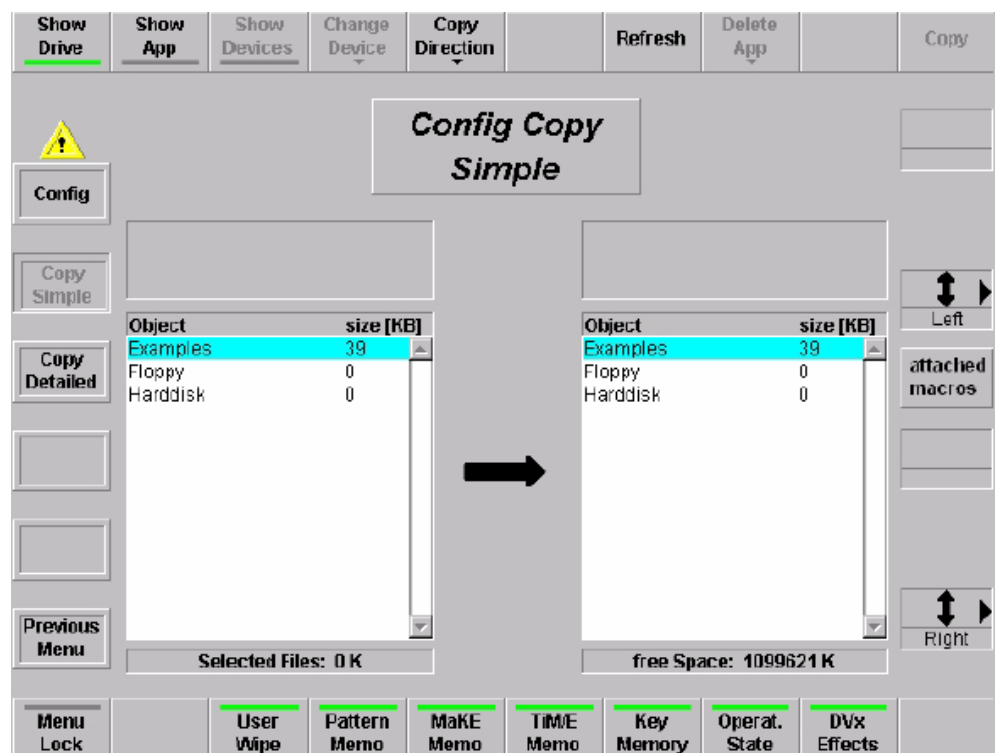 Show Drive
Show App
Show Devices
Change Device
Copy Direction
Refresh
Delete App
Copy
Config Copy
Simple
Config
Copy Simple
Copy Detailed
Previous Menu
Object size [KB]
Examples 39
Floppy 0
Harddisk 0
Selected Files: 0 K
Object size [KB]
Examples 39
Floppy 0
Harddisk 0
free Space: 1099621 K
Left
attached macros
Right
Menu Lock
User Wipe
Pattern Memo
MaKE Memo
TiM/E Memo
Key Memory
Operat. State
DVx Effects